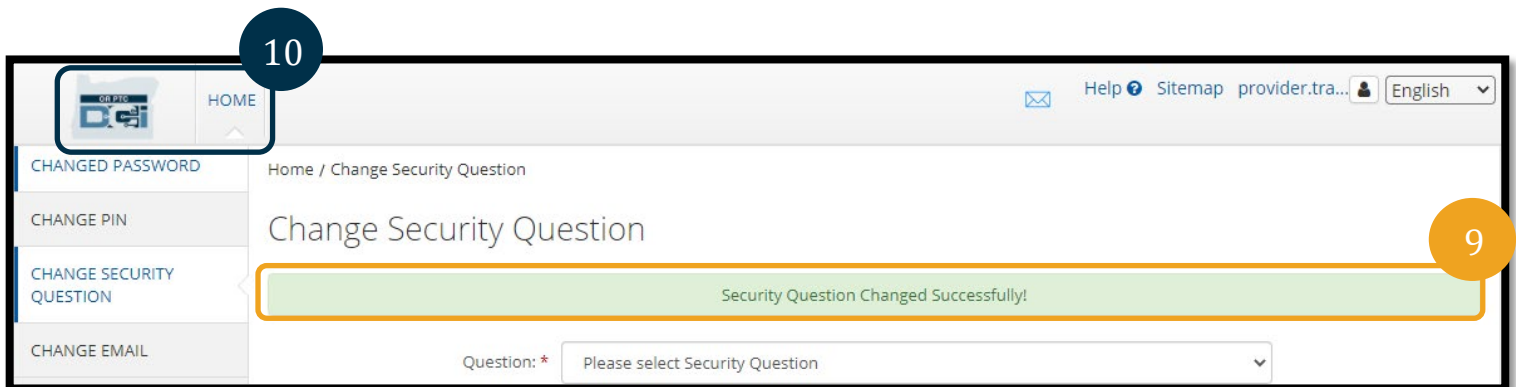 10
OR PTC
DCi
HOME
Help ? Sitemap provider.tra... English
CHANGED PASSWORD
Home / Change Security Question
CHANGE PIN
Change Security Question
9
CHANGE SECURITY
QUESTION
Security Question Changed Successfully!
CHANGE EMAIL
Question: * Please select Security Question